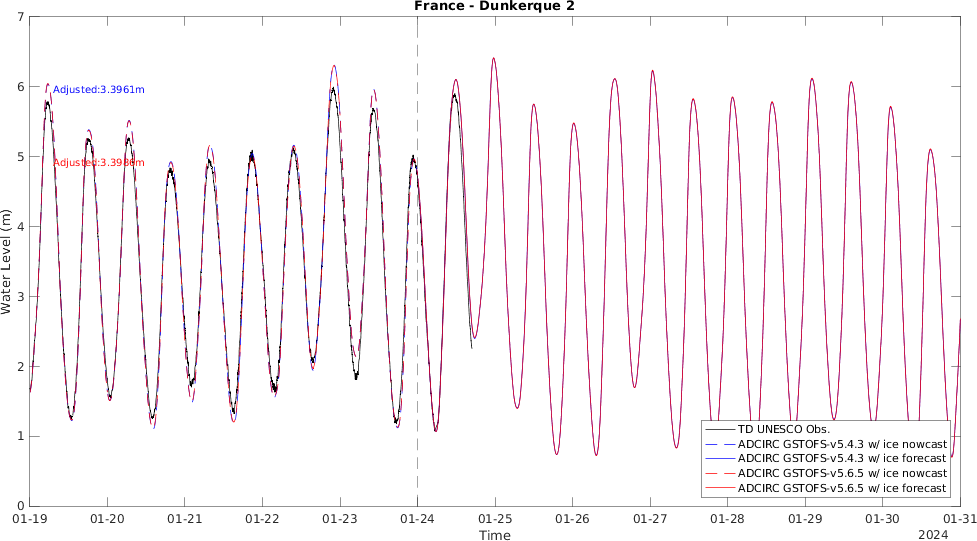 France - Dunkerque 2
Water Level (m)
7
6
5
4
3
2
1
0
Adjusted:3.3961m
TD UNESCO Obs.
ADCIRC GSTOFS-v5.4.3 w/ ice nowcast
ADCIRC GSTOFS-v5.4.3 w/ ice forecast
ADCIRC GSTOFS-v5.6.5 w/ ice nowcast
ADCIRC GSTOFS-v5.6.5 w/ ice forecast
01-19 01-20 01-21 01-22 01-23 01-24 01-25 01-26 01-27 01-28 01-29 01-30 01-31
Time
2024